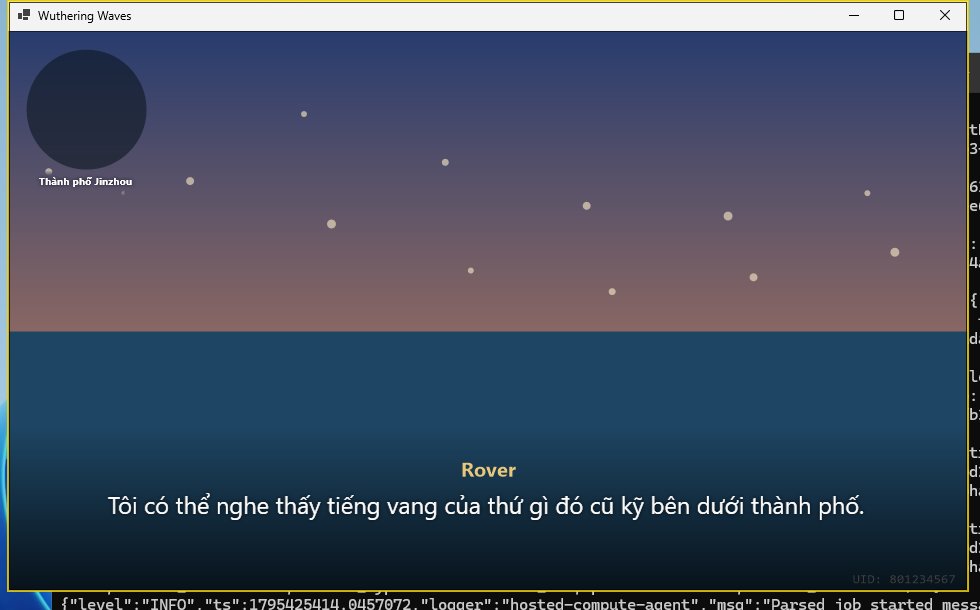 Wuthering Waves
Thành phố Jinzhou
Rover
Tôi có thể nghe thấy tiếng vang của thứ gì đó cũ kỹ bên dưới thành phố.
UID: 801234567
{"level":"INFO","ts":1795425414.0457072,"logger":"hosted-compute-agent","msg":"Parsed job started mes